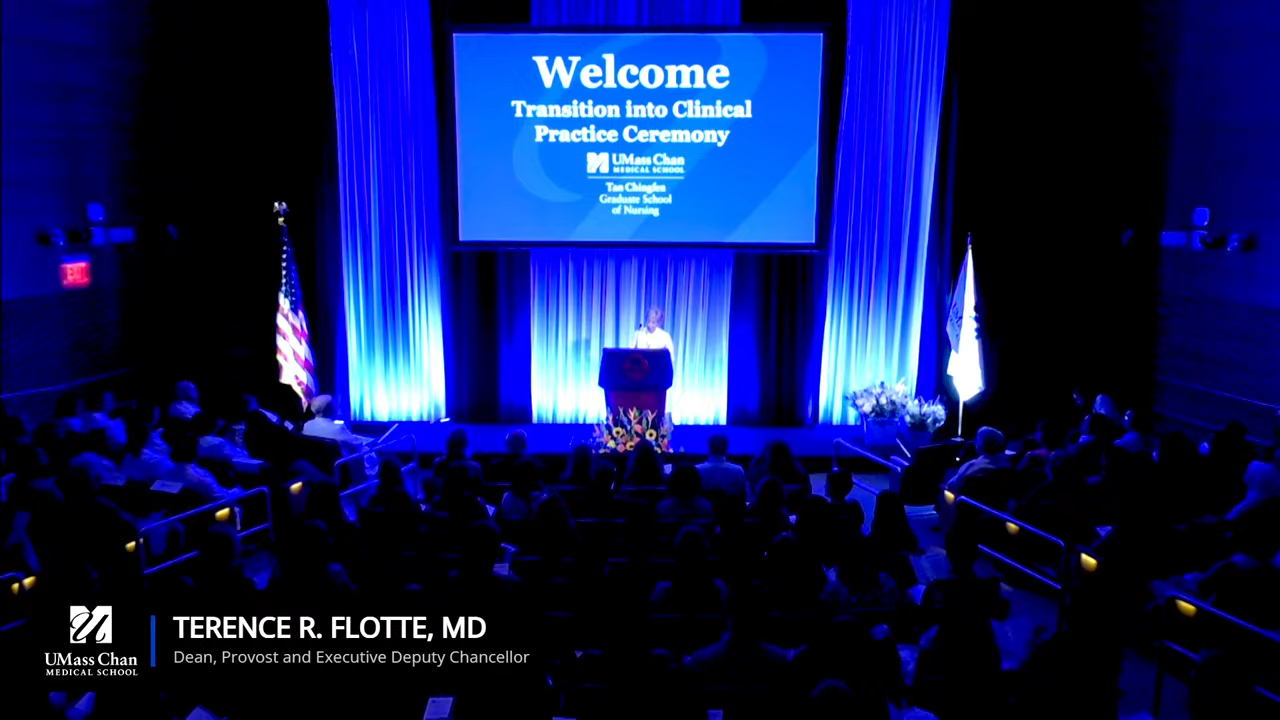 Welcome
Transition into Clinical
Practice Ceremony
UMass Chan
MEDICAL SCHOOL
Tan Chingfen
Graduate School
of Nursing
EXIT
TERENCE R. FLOTTE, MD
Dean, Provost and Executive Deputy Chancellor
UMass Chan
MEDICAL SCHOOL